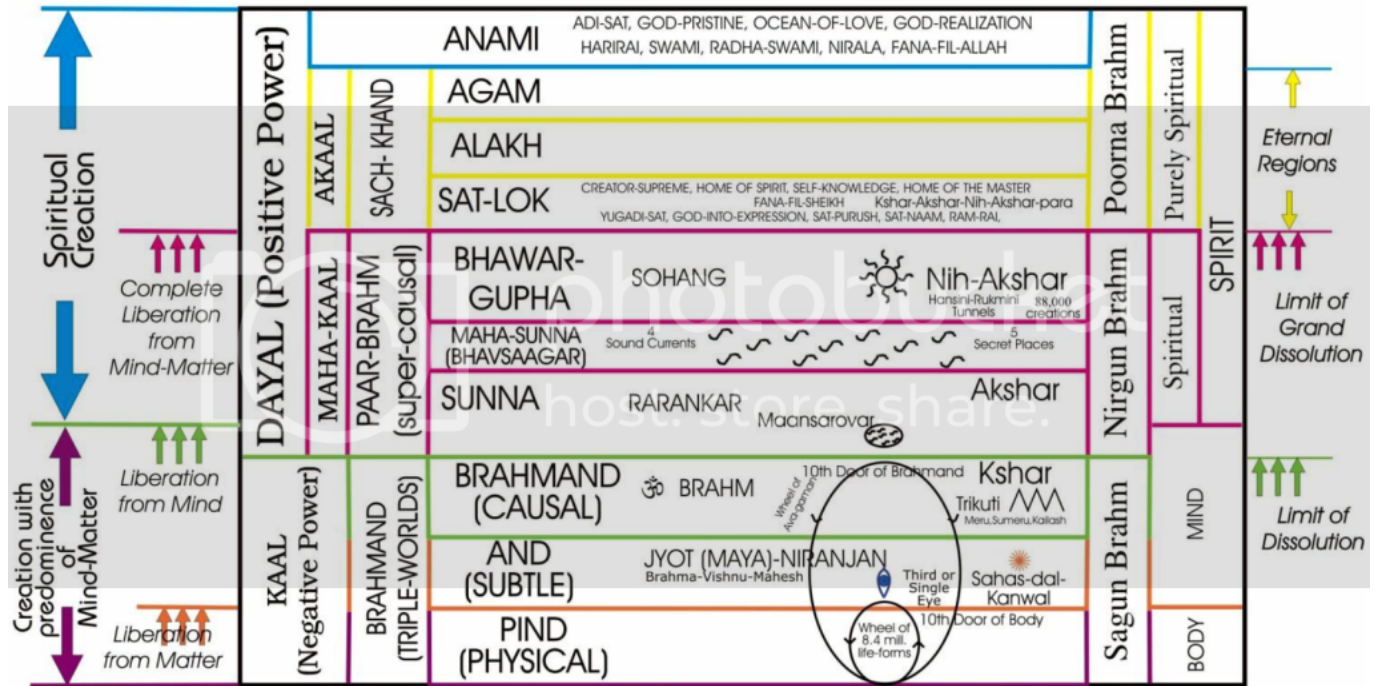 Spiritual
Creation
Complete
Liberation
from
Mind-Matter
Liberation
from Mind
Creation with
predominence
of
Mind-Matter
Liberation
from Matter
DAYAL (Positive Power)
KAAL
(Negative Power)
AKAAL
MAHA-KAAL
SACH- KHAND
PAAR-BRAHM
(super-causal)
BRAHMAND
(TRIPLE-WORLDS)
ANAMI
ADI-SAT, GOD-PRISTINE, OCEAN-OF-LOVE, GOD-REALIZATION
HARIRAI, SWAMI, RADHA-SWAMI, NIRALA, FANA-FIL-ALLAH
AGAM
ALAKH
SAT-LOK
CREATOR-SUPREME, HOME OF SPIRIT, SELF-KNOWLEDGE, HOME OF THE MASTER
FANA-FIL-SHEIKH Kshar-Akshar-Nih-Akshar-para
YUGADI-SAT, GOD-INTO-EXPRESSION, SAT-PURUSH, SAT-NAAM, RAM-RAI,
BHAWAR-
GUPHA
SOHANG
Nih-Akshar
Hansini-Rukmini
Tunnels
88,000
creations
MAHA-SUNNA
(BHAVSAAGAR)
4
Sound Currents
5
Secret Places
SUNNA
RARANKAR
Maansarovar
Akshar
BRAHMAND
(CAUSAL)
ॐ BRAHM
Wheel of
Ava-gaman
10th Door of Brahmand
Kshar
Trikuti
Meru,Sumeru,Kailash
AND
(SUBTLE)
JYOT (MAYA)-NIRANJAN
Brahma-Vishnu-Mahesh
Third or
Single
Eye
Sahas-dal-
Kanwal
10th Door of Body
PIND
(PHYSICAL)
Wheel of
8.4 mill.
life-forms
Poorna Brahm
Nirgun Brahm
Sagun Brahm
Purely Spiritual
Spiritual
SPIRIT
MIND
BODY
Eternal
Regions
Limit of
Grand
Dissolution
Limit of
Dissolution
photobucket
host. store. share.